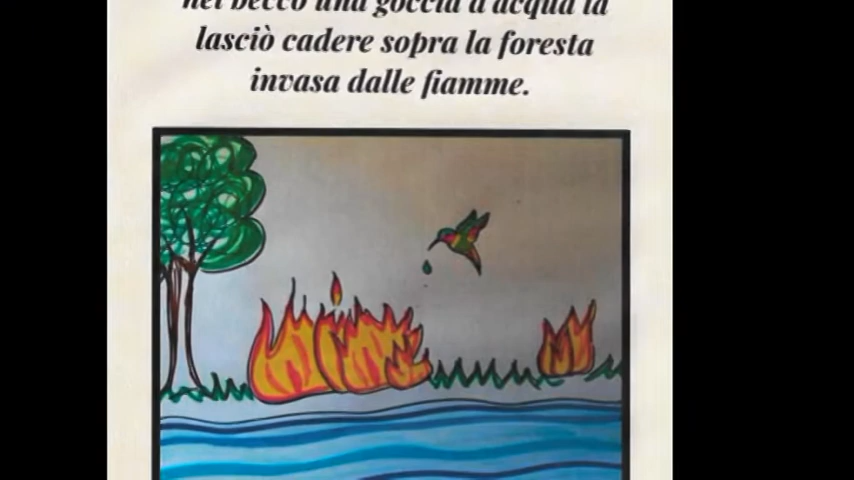 nel becco una goccia d'acqua la
lasciò cadere sopra la foresta
invasa dalle fiamme.